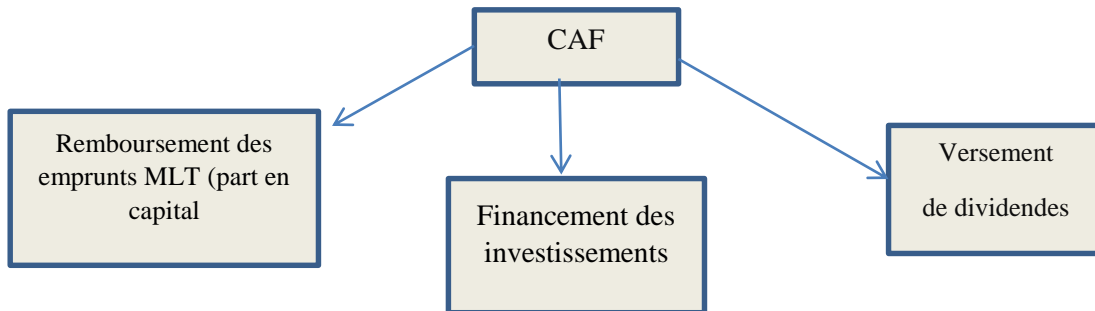 CAF
Remboursement des
emprunts MLT (part en
capital
Financement des
investissements
Versement
de dividendes